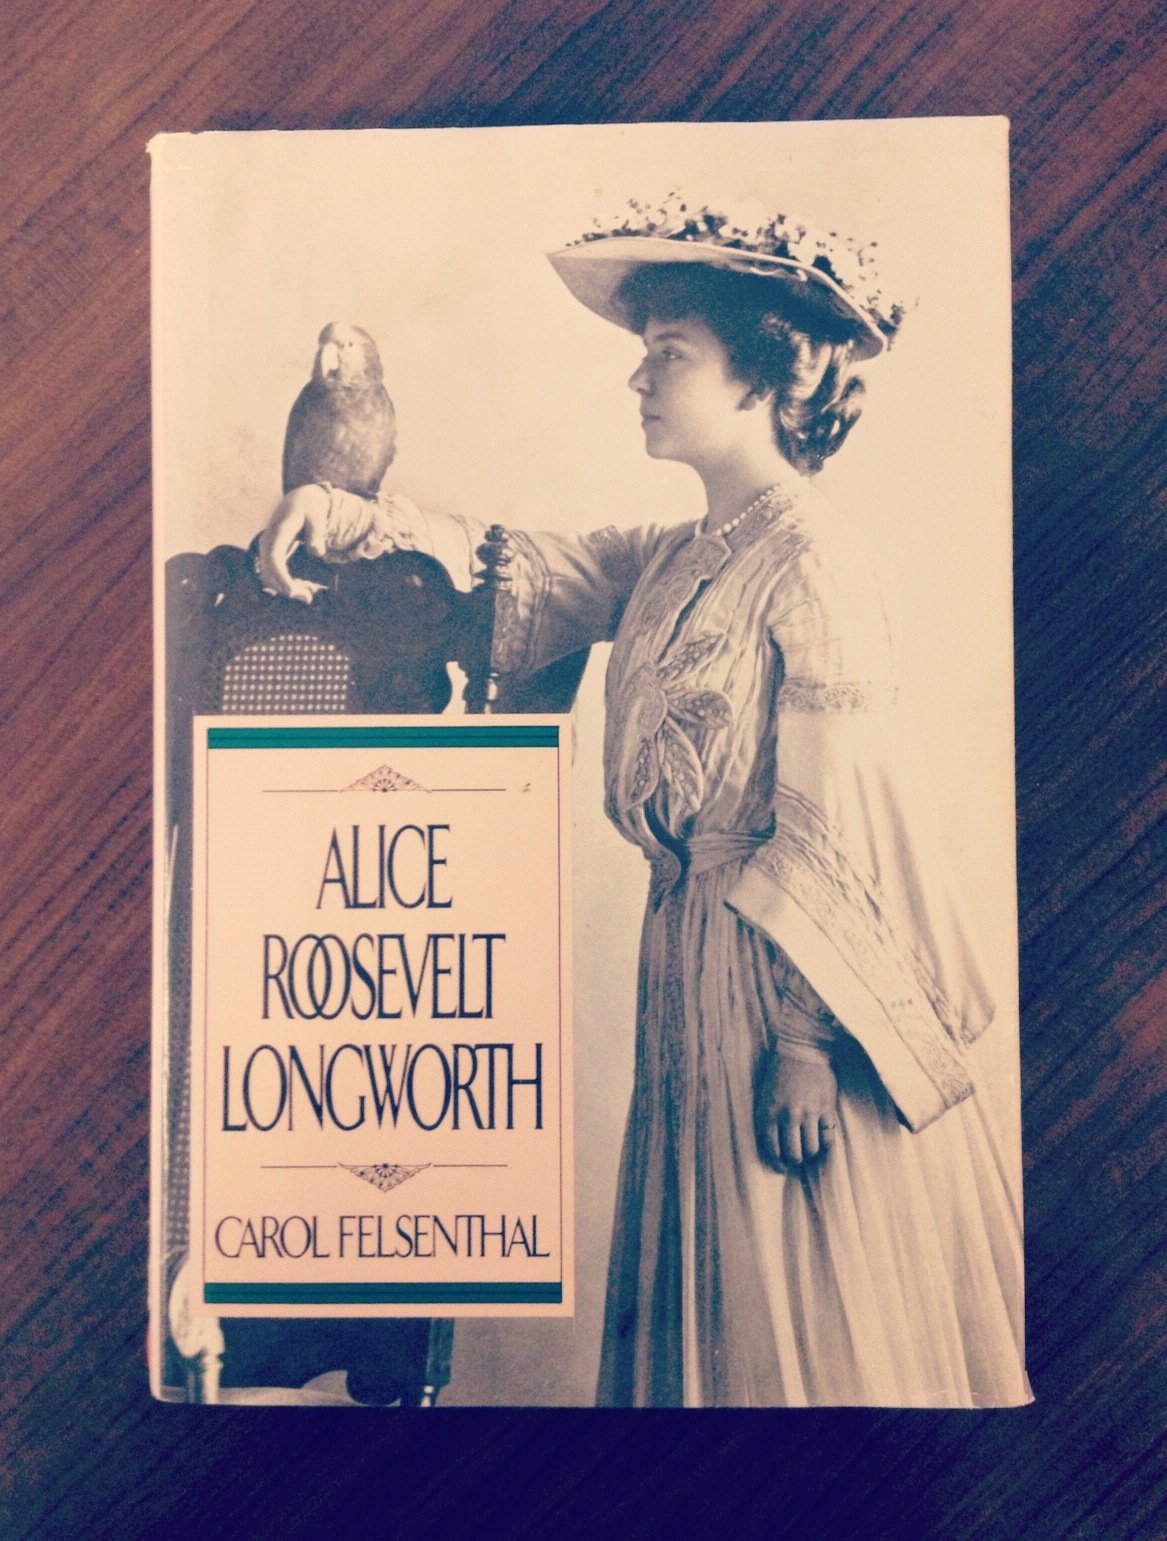 ALICE
ROOSEVELT
LONGWORTH
CAROL FELSENTHAL